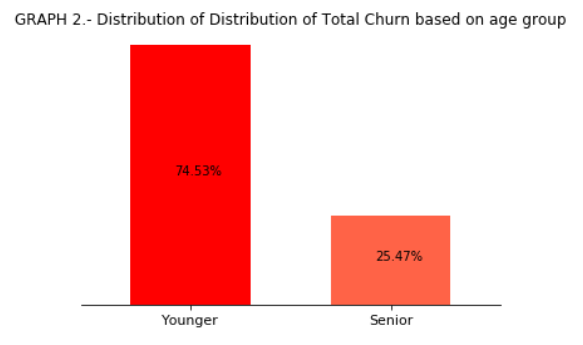 GRAPH 2.- Distribution of Distribution of Total Churn based on age group
74.53%
25.47%
Younger
Senior